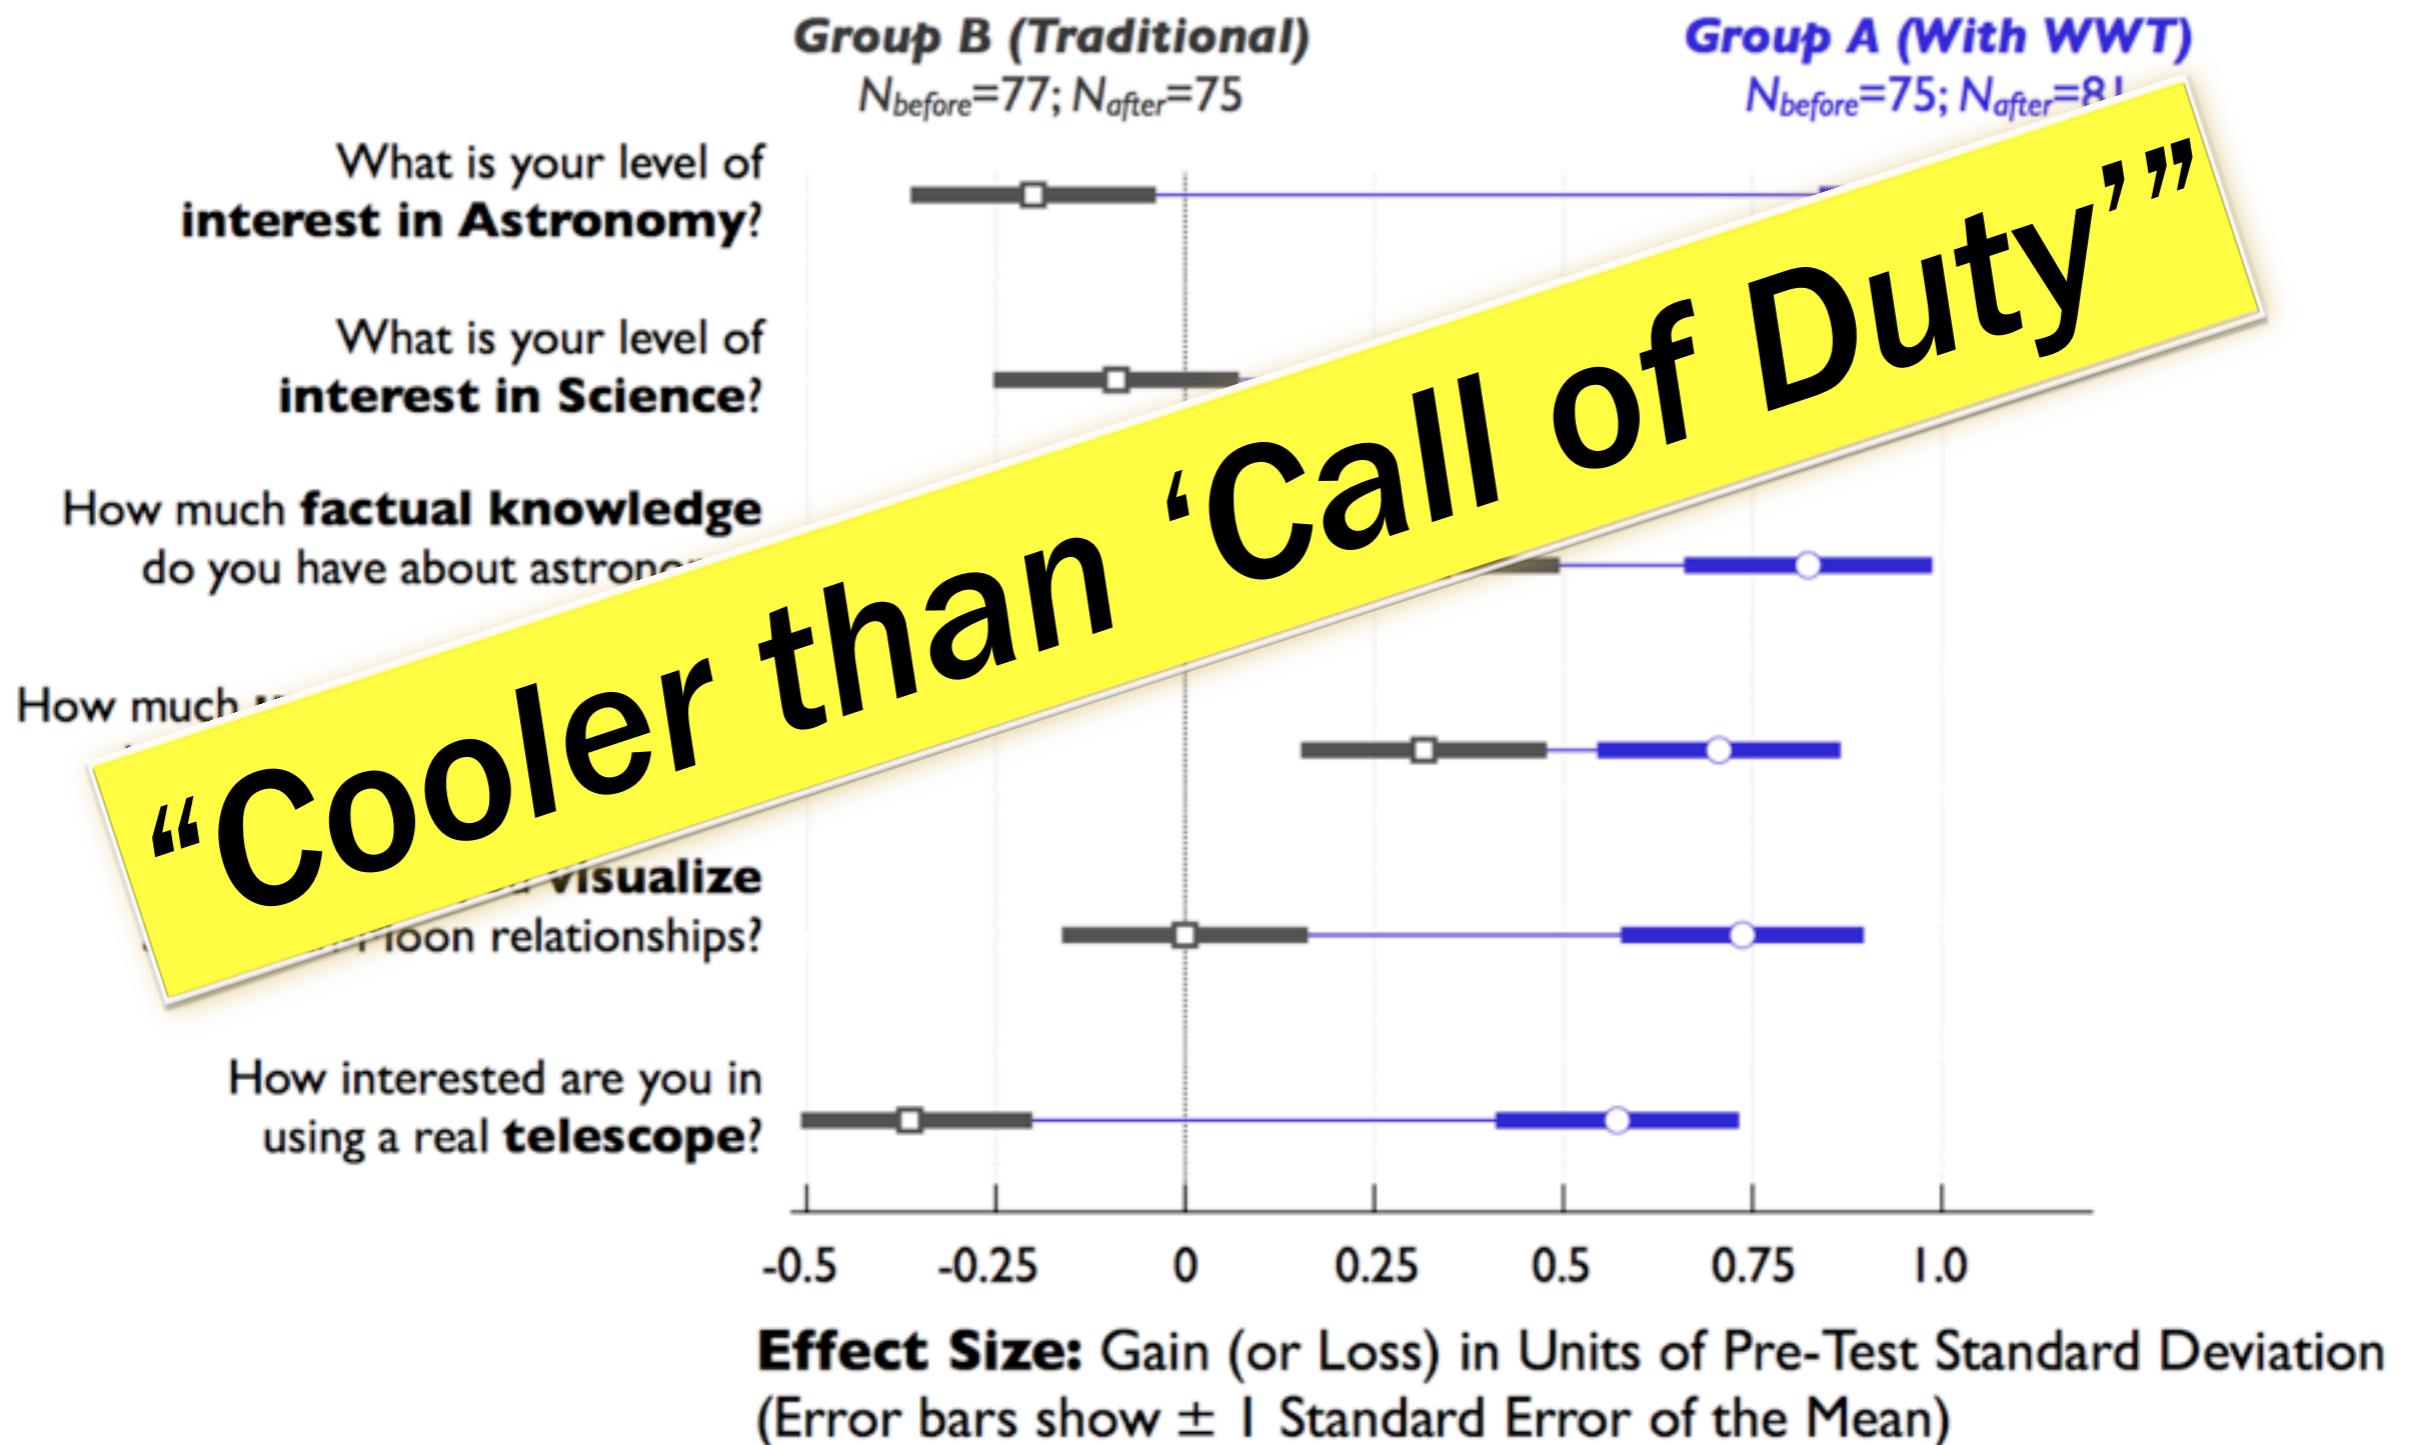 Group B (Traditional)
Nbefore=77; Nafter=75
Group A (With WWT)
Nbefore=75; Nafter=81
What is your level of
interest in Astronomy?
What is your level of
interest in Science?
How much factual knowledge
do you have about
How much
visualize
relationships?
How interested are you in
using a real telescope?
“Cooler than ‘Call of Duty’”
-0.5 -0.25 0 0.25 0.5 0.75 1.0
Effect Size: Gain (or Loss) in Units of Pre-Test Standard Deviation
(Error bars show ± 1 Standard Error of the Mean)